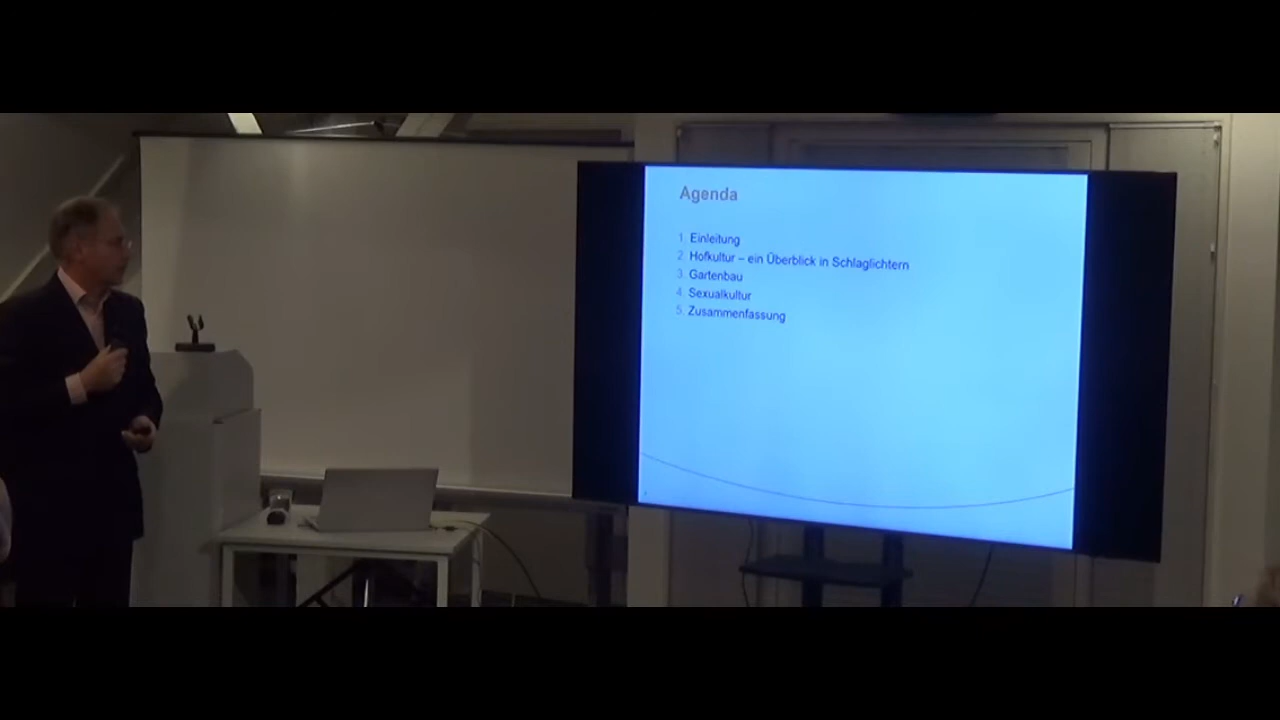 Agenda
1. Einleitung
2. Hofkultur – ein Überblick in Schlaglichtern
3. Gartenbau
4. Sexualkultur
5. Zusammenfassung